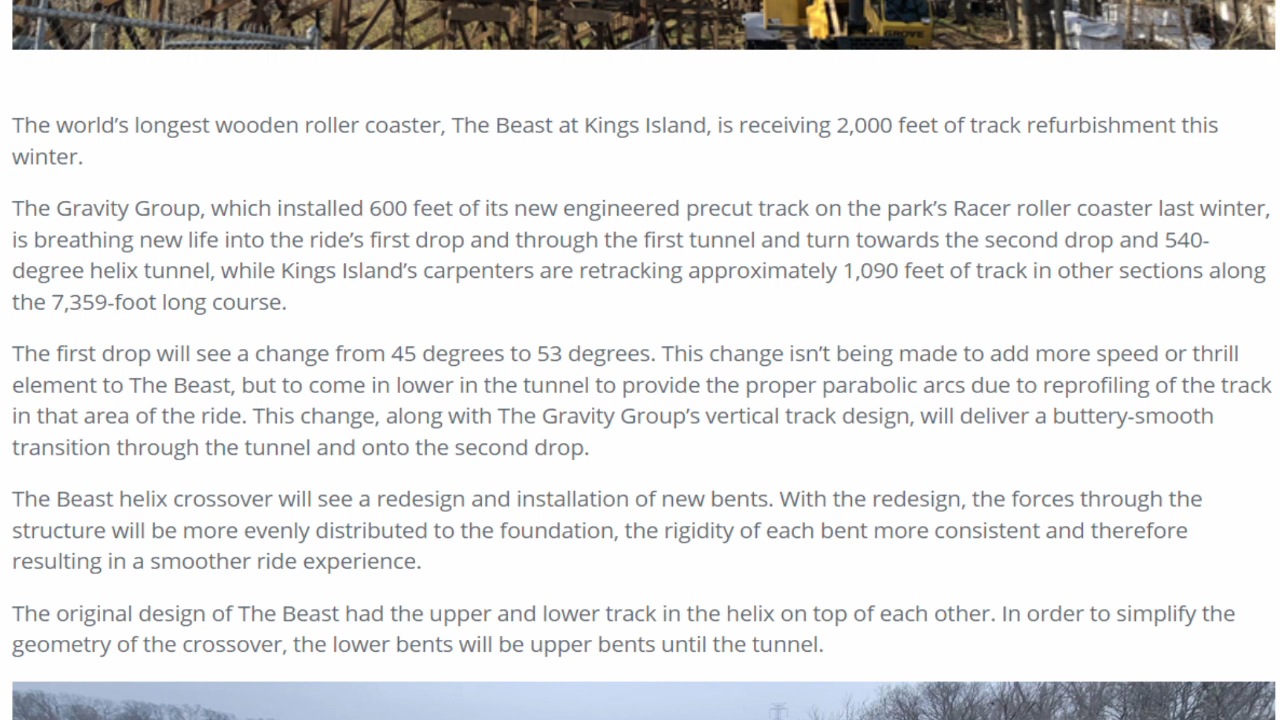 GROVE
The world's longest wooden roller coaster, The Beast at Kings Island, is receiving 2,000 feet of track refurbishment this
winter.
The Gravity Group, which installed 600 feet of its new engineered precut track on the park's Racer roller coaster last winter,
is breathing new life into the ride's first drop and through the first tunnel and turn towards the second drop and 540-
degree helix tunnel, while Kings Island's carpenters are retracking approximately 1,090 feet of track in other sections along
the 7,359-foot long course.
The first drop will see a change from 45 degrees to 53 degrees. This change isn't being made to add more speed or thrill
element to The Beast, but to come in lower in the tunnel to provide the proper parabolic arcs due to reprofiling of the track
in that area of the ride. This change, along with The Gravity Group's vertical track design, will deliver a buttery-smooth
transition through the tunnel and onto the second drop.
The Beast helix crossover will see a redesign and installation of new bents. With the redesign, the forces through the
structure will be more evenly distributed to the foundation, the rigidity of each bent more consistent and therefore
resulting in a smoother ride experience.
The original design of The Beast had the upper and lower track in the helix on top of each other. In order to simplify the
geometry of the crossover, the lower bents will be upper bents until the tunnel.